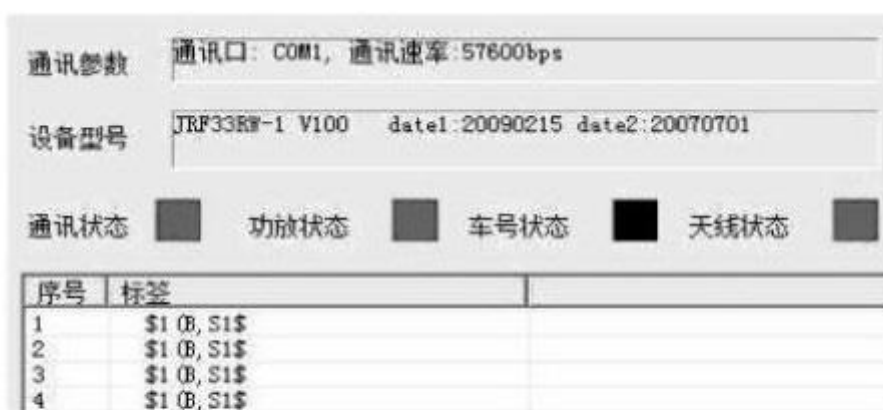 通讯参数 通讯口: COM1, 通讯速率:57600bps
设备型号 JRF33RW-1 V100 date1:20090215 date2:20070701
通讯状态 功放状态 车号状态 天线状态
序号 标签
1 $1 (B, S1$
2 $1 (B, S1$
3 $1 (B, S1$
4 $1 (B, S1$